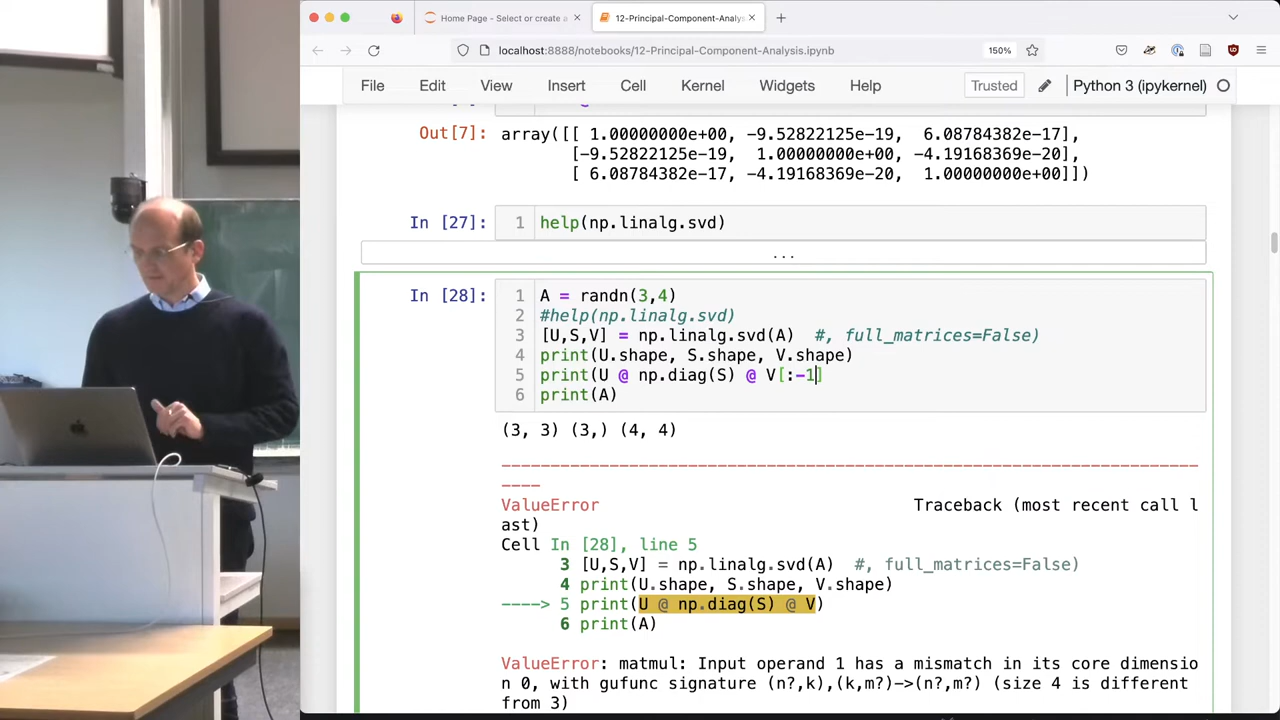 Home Page - Select or create a
12-Principal-Component-Analys
localhost:8888/notebooks/12-Principal-Component-Analysis.ipynb
150%
File Edit View Insert Cell Kernel Widgets Help
Trusted
Python 3 (ipykernel)
Out[7]: array([[ 1.00000000e+00, -9.52822125e-19, 6.08784382e-17],
[-9.52822125e-19, 1.00000000e+00, -4.19168369e-20],
[ 6.08784382e-17, -4.19168369e-20, 1.00000000e+00]])
In [27]: 1 help(np.linalg.svd)
...
In [28]: 1 A = randn(3,4)
2 #help(np.linalg.svd)
3 [U,S,V] = np.linalg.svd(A) #, full_matrices=False)
4 print(U.shape, S.shape, V.shape)
5 print(U @ np.diag(S) @ V[:-1]
6 print(A)
(3, 3) (3,) (4, 4)
---------------------------------------------------------------------------
ValueError Traceback (most recent call l
ast)
Cell In [28], line 5
3 [U,S,V] = np.linalg.svd(A) #, full_matrices=False)
4 print(U.shape, S.shape, V.shape)
----> 5 print(U @ np.diag(S) @ V)
6 print(A)
ValueError: matmul: Input operand 1 has a mismatch in its core dimensio
n 0, with gufunc signature (n?,k),(k,m?)->(n?,m?) (size 4 is different
from 3)